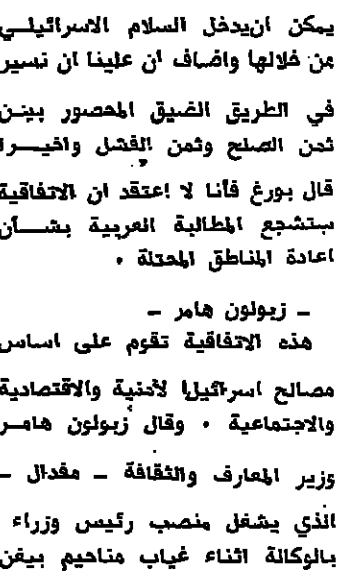 يمكن ان يدخل السلام الاسرائيلي
من خلالها واضاف ان علينا ان نسير
في الطريق الضيق المحصور بين
ثمن الصلح وثمن الفشل واخيرا
قال بورغ فأنا لا اعتقد ان الاتفاقية
ستشجع المطالبة العربية بشأن
اعادة المناطق المحتلة .
– زبولون هامر –
هذه الاتفاقية تقوم على اساس
مصالح اسرائيل الامنية والاقتصادية
والاجتماعية . وقال زبولون هامر
وزير المعارف والثقافة – مفدال –
الذي يشغل منصب رئيس وزراء
بالوكالة اثناء غياب مناحيم بيغن